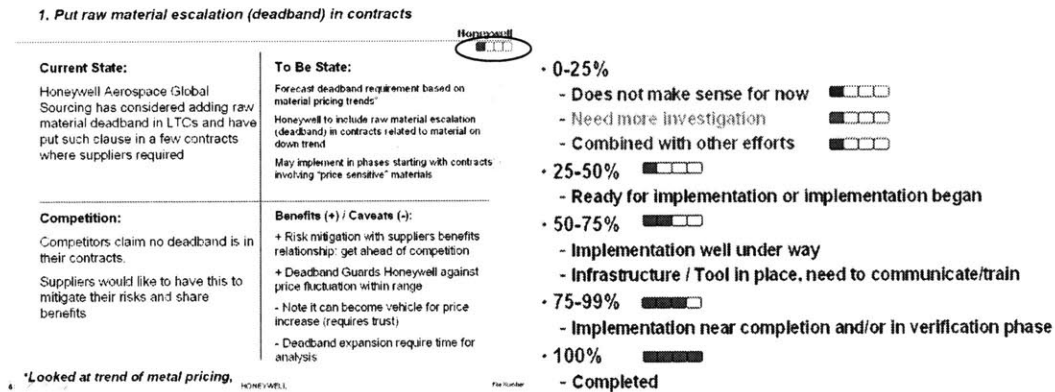 1. Put raw material escalation (deadband) in contracts
Honeywell
Current State:
Honeywell Aerospace Global
Sourcing has considered adding raw
material deadband in LTCs and have
put such clause in a few contracts
where suppliers required
To Be State:
Forecast deadband requirement based on
material pricing trends*
Honeywell to include raw material escalation
(deadband) in contracts related to material on
down trend
May implement in phases starting with contracts
involving "price sensitive" materials
Competition:
Competitors claim no deadband is in
their contracts.
Suppliers would like to have this to
mitigate their risks and share
benefits
Benefits (+) / Caveats (-):
+ Risk mitigation with suppliers benefits
relationship: get ahead of competition
+ Deadband Guards Honeywell against
price fluctuation within range
- Note it can become vehicle for price
increase (requires trust)
- Deadband expansion require time for
analysis
*Looked at trend of metal pricing,
6
HONEYWELL
File Number
· 0-25%
- Does not make sense for now
- Need more investigation
- Combined with other efforts
· 25-50%
- Ready for implementation or implementation began
· 50-75%
- Implementation well under way
- Infrastructure / Tool in place, need to communicate/train
· 75-99%
- Implementation near completion and/or in verification phase
· 100%
- Completed